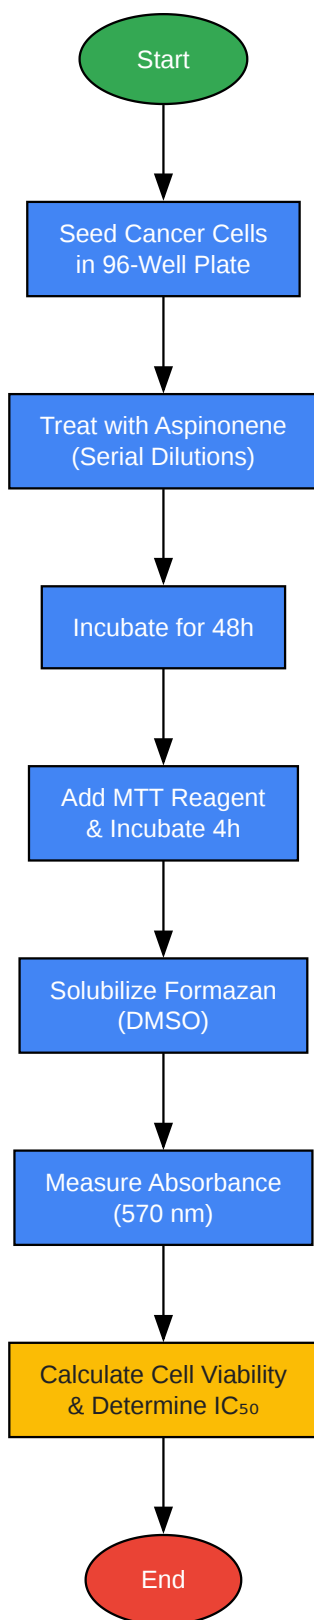 Start
Seed Cancer Cells
in 96-Well Plate
Treat with Aspinonene
(Serial Dilutions)
Incubate for 48h
Add MTT Reagent
& Incubate 4h
Solubilize Formazan
(DMSO)
Measure Absorbance
(570 nm)
Calculate Cell Viability
& Determine IC₅₀
End